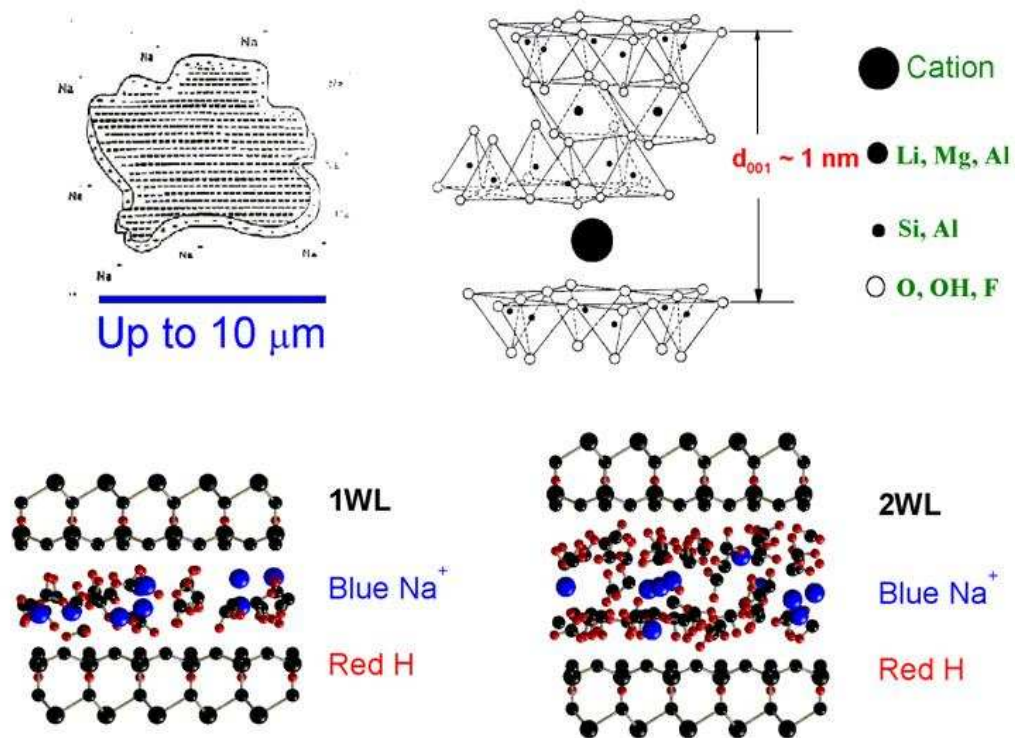 Na
Na
Na
Na
Na
Na
Na
Up to 10 μm
d001 ~ 1 nm
Cation
Li, Mg, Al
Si, Al
O, OH, F
1WL
Blue Na+
Red H
2WL
Blue Na+
Red H